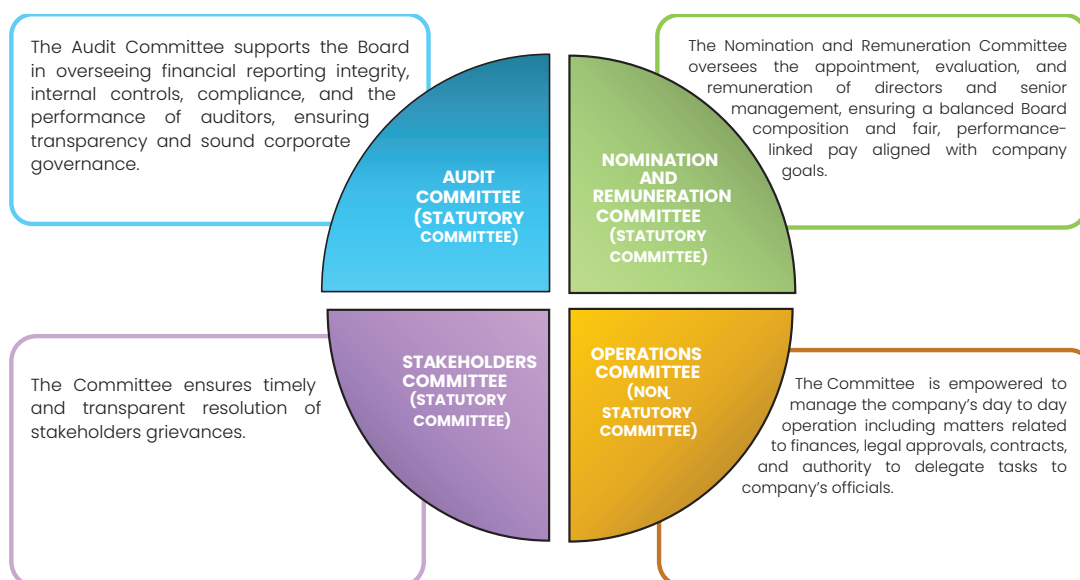 The Audit Committee supports the Board
in overseeing financial reporting integrity,
internal controls, compliance, and the
performance of auditors, ensuring
transparency and sound corporate
governance.
AUDIT
COMMITTEE
(STATUTORY
COMMITTEE)
The Nomination and Remuneration Committee
oversees the appointment, evaluation, and
remuneration of directors and senior
management, ensuring a balanced Board
composition and fair, performance-
linked pay aligned with company
goals.
NOMINATION
AND
REMUNERATION
COMMITTEE
(STATUTORY
COMMITTEE)
The Committee ensures timely
and transparent resolution of
stakeholders grievances.
STAKEHOLDERS
COMMITTEE
(STATUTORY
COMMITTEE)
OPERATIONS
COMMITTEE
(NON
STATUTORY
COMMITTEE)
The Committee is empowered to
manage the company's day to day
operation including matters related
to finances, legal approvals, contracts,
and authority to delegate tasks to
company's officials.